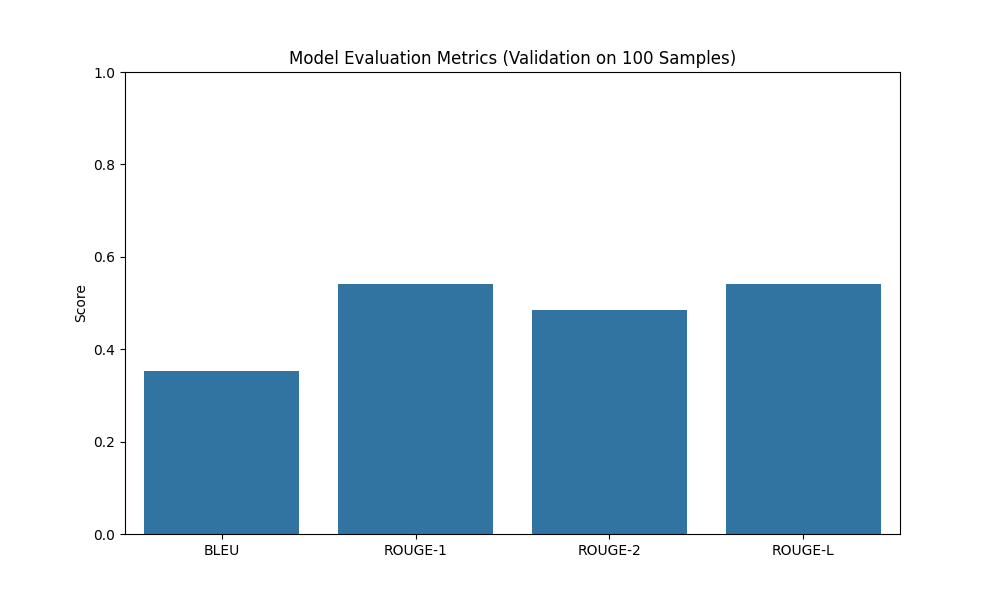 Model Evaluation Metrics (Validation on 100 Samples)
1.0
0.8
0.6
0.4
0.2
0.0
Score
BLEU ROUGE-1 ROUGE-2 ROUGE-L